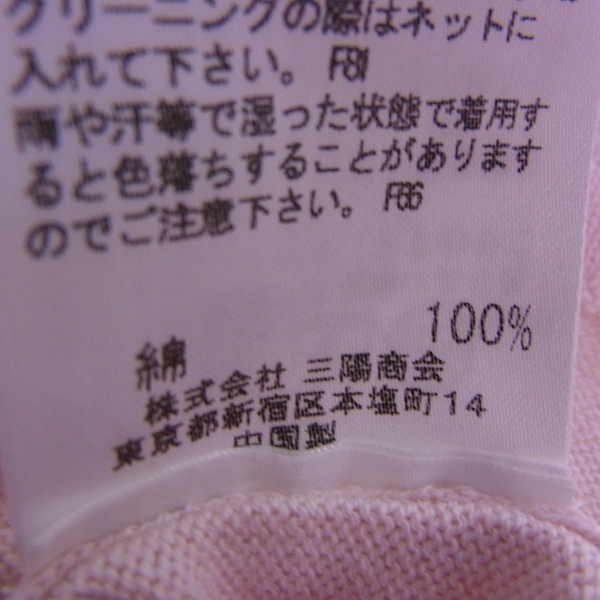 クリーニングの際はネットに
入れて下さい。 F81
雨や汗等で湿った状態で着用す
ると色落ちすることがあります
のでご注意下さい。 F66
綿 100%
株式会社 三陽商会
東京都新宿区本塩町14
中国製